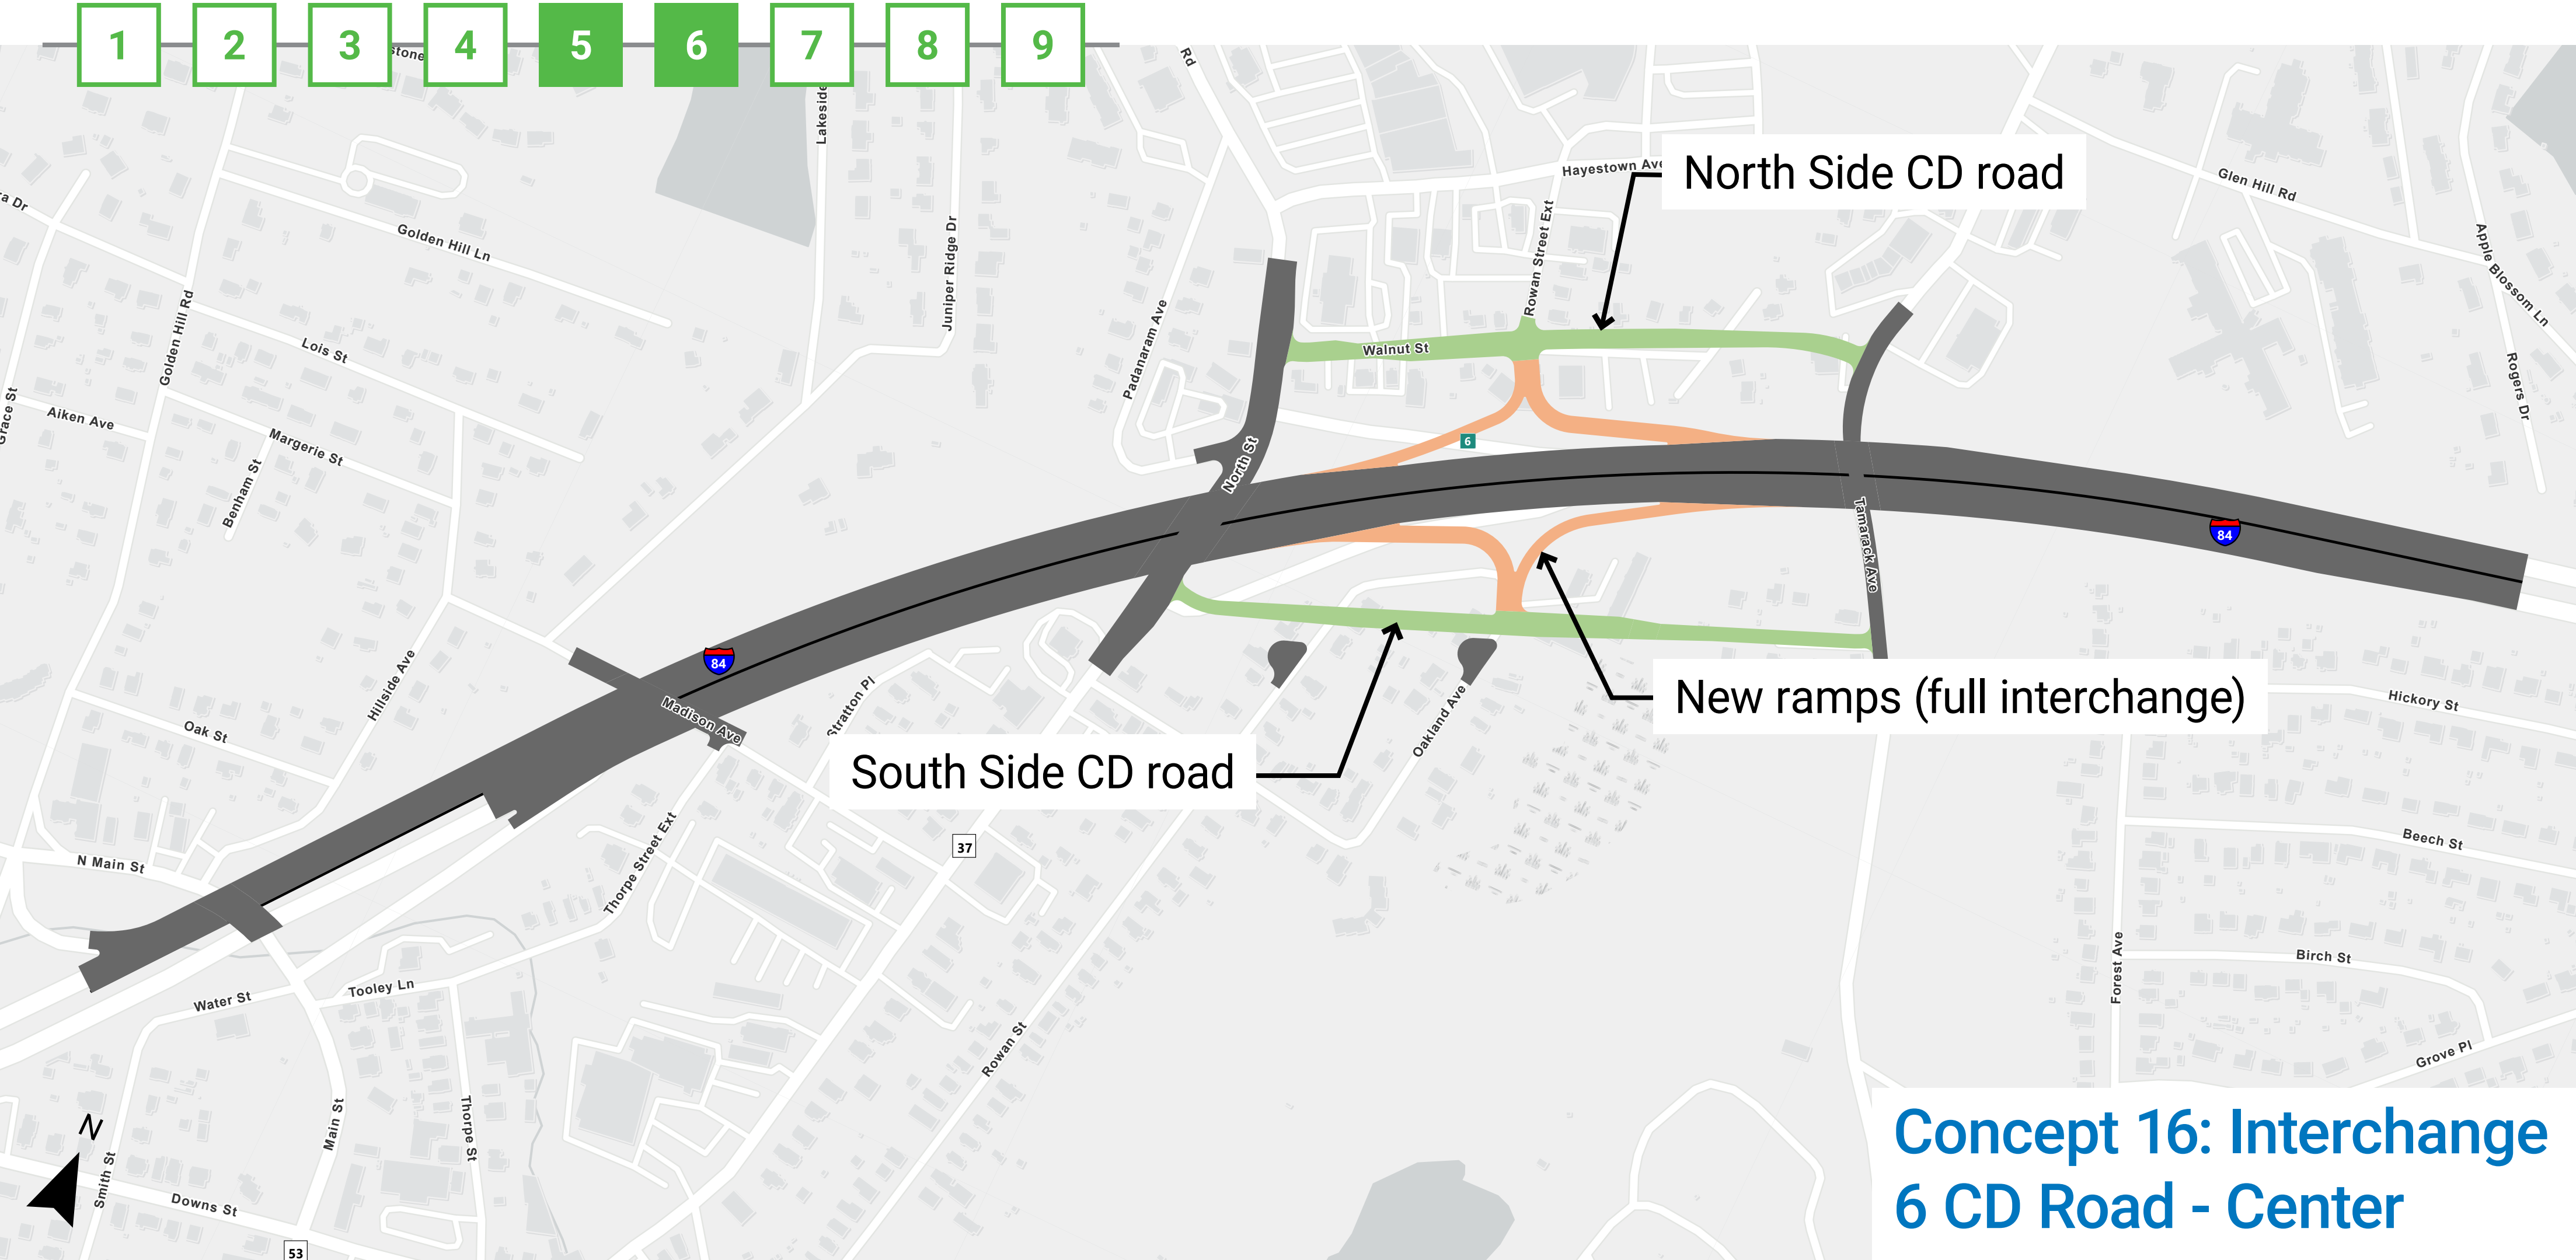 1 2 3 4 5 6 7 8 9
Rd
Lakeside
Hayestown Ave
North Side CD road
Glen Hill Rd
Golden Hill Ln
Juniper Ridge Dr
Rowan Street Ext
Apple Blossom Ln
Golden Hill Rd
Lois St
Padanaram Ave
Walnut St
Rogers Dr
Grace St
Aiken Ave
Margerie St
Benham St
6
North St
84
Tamarack Ave
84
Hillside Ave
Madison Ave
Stratton Pl
Oak St
Oakland Ave
New ramps (full interchange)
Hickory St
South Side CD road
37
N Main St
Thorpe Street Ext
Beech St
Birch St
Forest Ave
Water St
Tooley Ln
Rowan St
Grove Pl
N
Main St
Thorpe St
Smith St
Downs St
53
Concept 16: Interchange
6 CD Road - Center